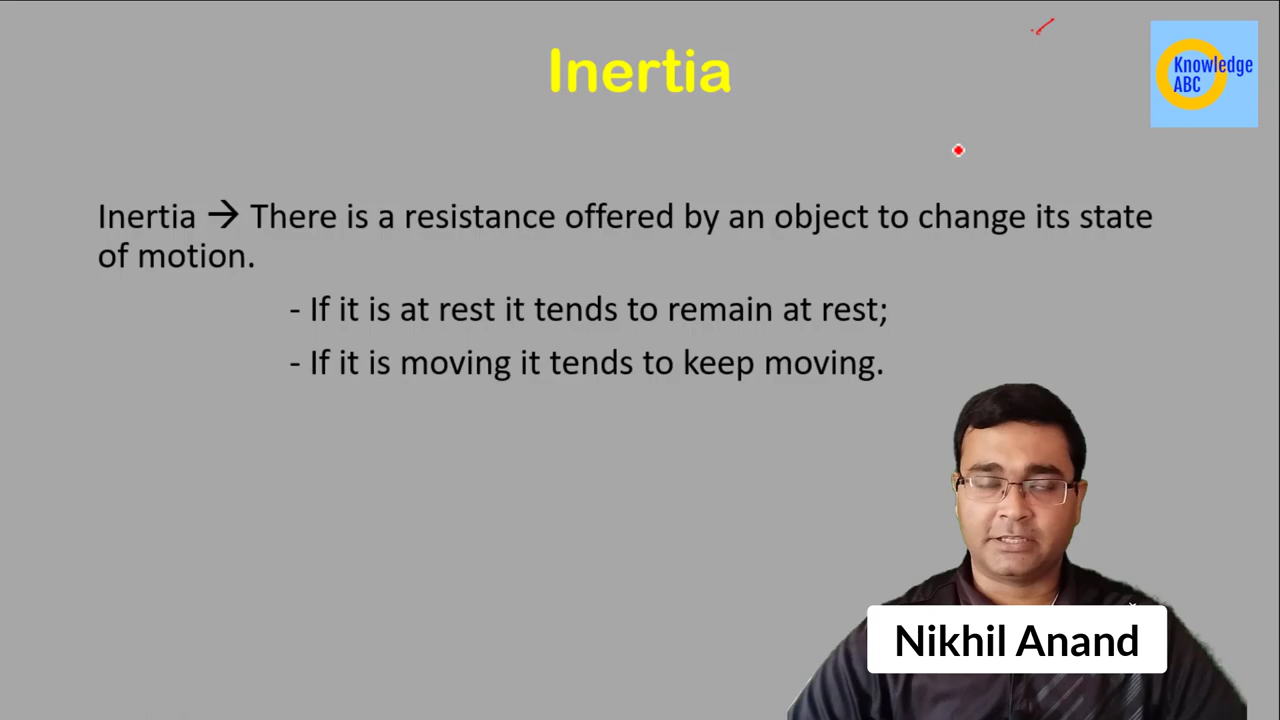 Inertia
Knowledge
ABC
Inertia → There is a resistance offered by an object to change its state
of motion.
- If it is at rest it tends to remain at rest;
- If it is moving it tends to keep moving.
Nikhil Anand